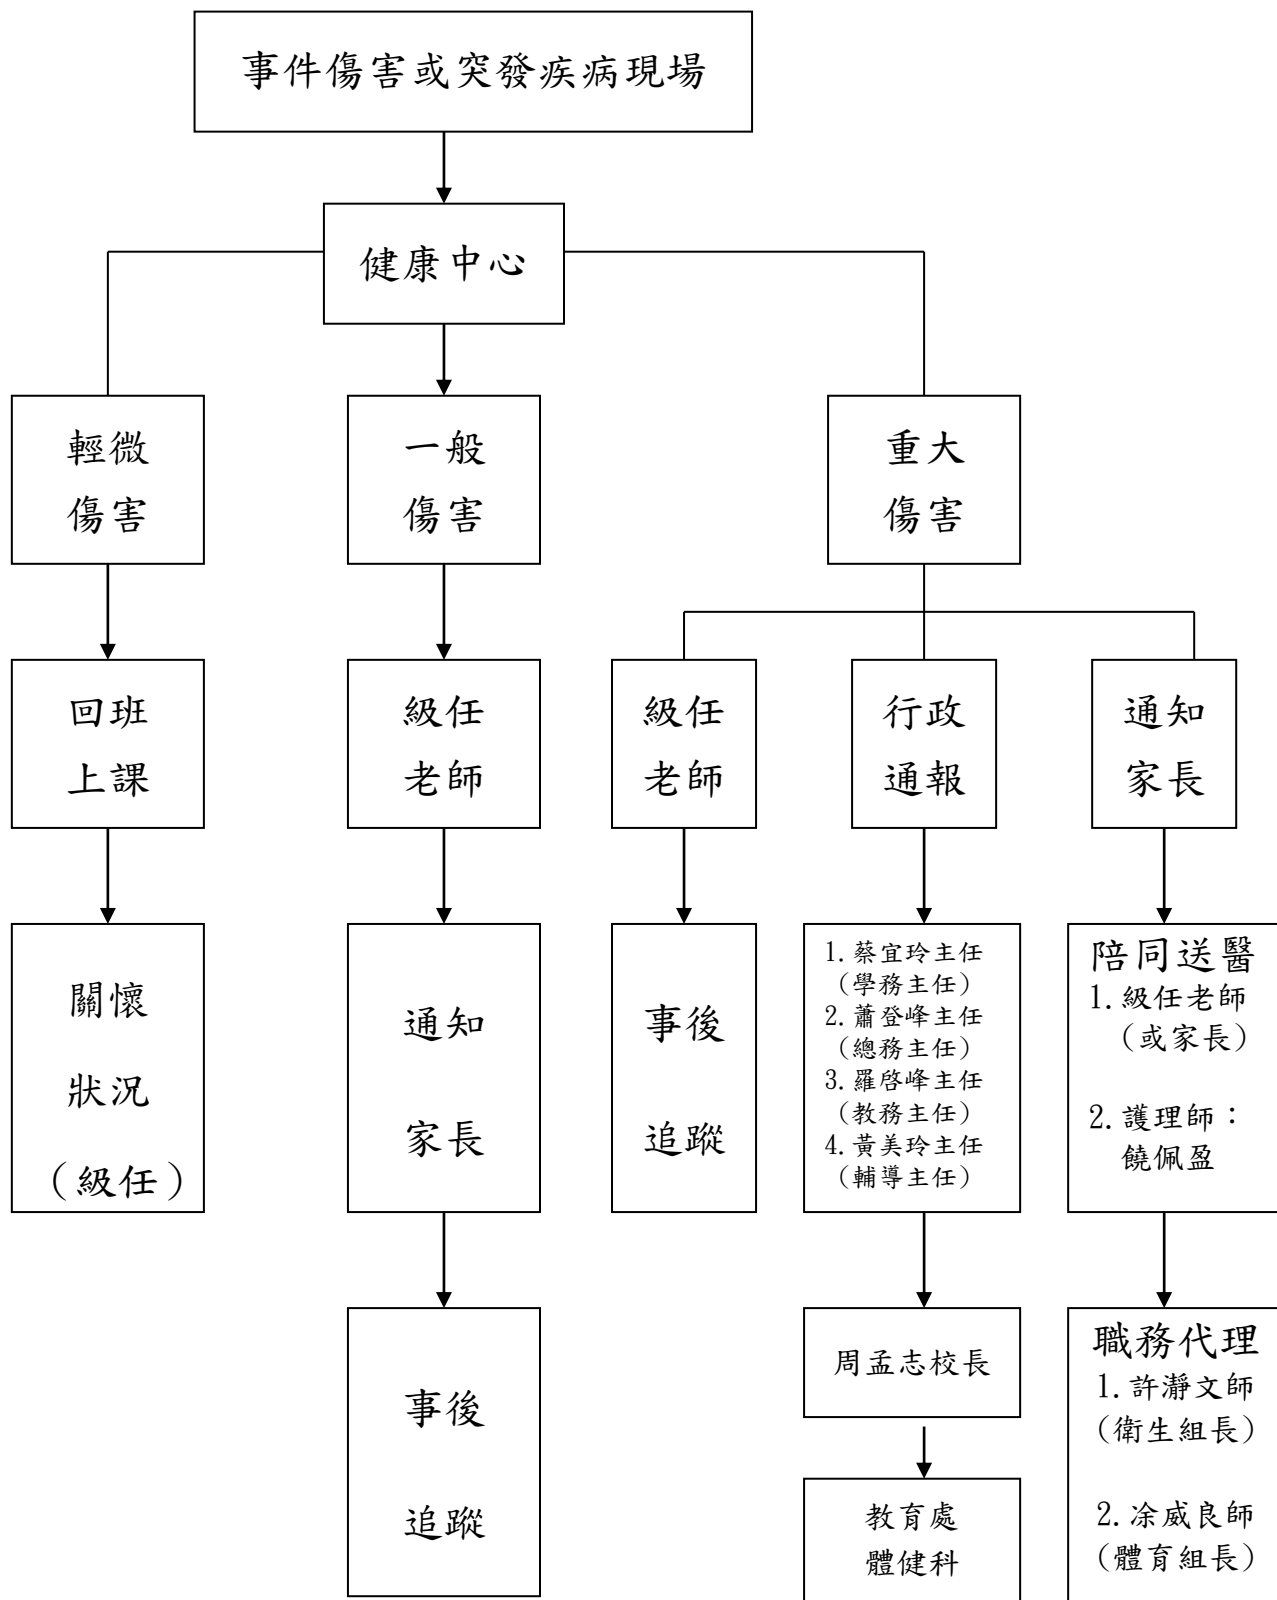 事件傷害或突發疾病現場
健康中心
輕微
傷害
一般
傷害
重大
傷害
回班
上課
級任
老師
級任
老師
行政
通報
通知
家長
關懷
狀況
（級任）
通知
家長
事後
追蹤
1.蔡宜玲主任
(學務主任)
2.蕭登峰主任
(總務主任)
3.羅啓峰主任
(教務主任)
4.黃美玲主任
(輔導主任)
陪同送醫
1.級任老師
（或家長）
2.護理師：
饒佩盈
事後
追蹤
周孟志校長
教育處
體健科
職務代理
1.許瀞文師
(衛生組長)
2.凃威良師
(體育組長)